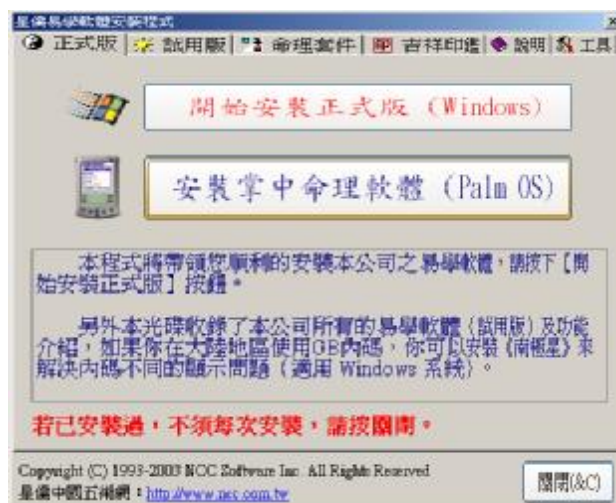 星僑易學軟體安裝程式
正式版 試用版 命理套件 吉祥印鑑 說明 工具
開始安裝正式版 (Windows)
安裝掌中命理軟體 (Palm OS)
本程式將帶領您順利的安裝本公司之易學軟體，請按下【開
始安裝正式版】按鈕。
另外本光碟收錄了本公司所有的易學軟體（試用版）及功能
介紹，如果你在大陸地區使用GB內碼，你可以安裝《南極星》來
解決內碼不同的顯示問題（適用 Windows 系統）。
若已安裝過，不須每次安裝，請按關閉。
Copyright (C) 1993-2003 NCC Software Inc. All Rights Reserved
星僑中國五術網：http://www.ncc.com.tw
關閉(&C)